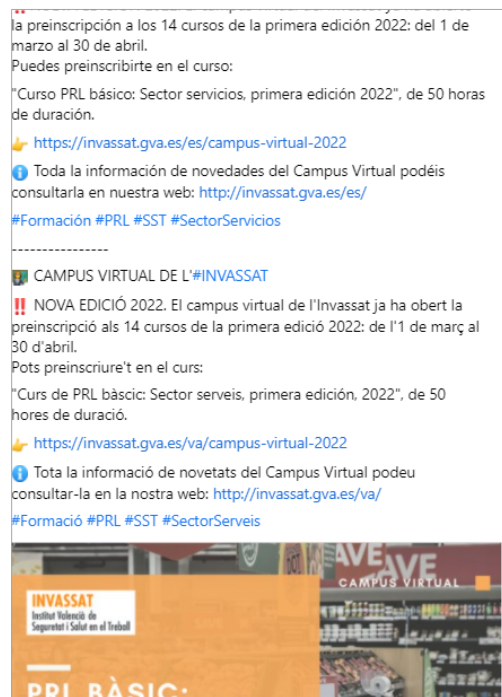 la preinscripción a los 14 cursos de la primera edición 2022: del 1 de
marzo al 30 de abril.
Puedes preinscribirte en el curso:
"Curso PRL básico: Sector servicios, primera edición 2022", de 50 horas
de duración.
👉 https://invassat.gva.es/es/campus-virtual-2022
ℹ️ Toda la información de novedades del Campus Virtual podéis
consultarla en nuestra web: http://invassat.gva.es/es/
#Formación #PRL #SST #SectorServicios
----------------
👩‍🏫 CAMPUS VIRTUAL DE L'#INVASSAT
‼️ NOVA EDICIÓ 2022. El campus virtual de l'Invassat ja ha obert la
preinscripció als 14 cursos de la primera edició 2022: de l'1 de març al
30 d'abril.
Pots preinscriure't en el curs:
"Curs de PRL bàscic: Sector serveis, primera edición, 2022", de 50
hores de duració.
👉 https://invassat.gva.es/va/campus-virtual-2022
ℹ️ Tota la informació de novetats del Campus Virtual podeu
consultar-la en la nostra web: http://invassat.gva.es/va/
#Formació #PRL #SST #SectorServeis
AVE AVE
CAMPUS VIRTUAL
INVASSAT
Institut Valencià de
Seguretat i Salut en el Treball
PRL BÀSIC: